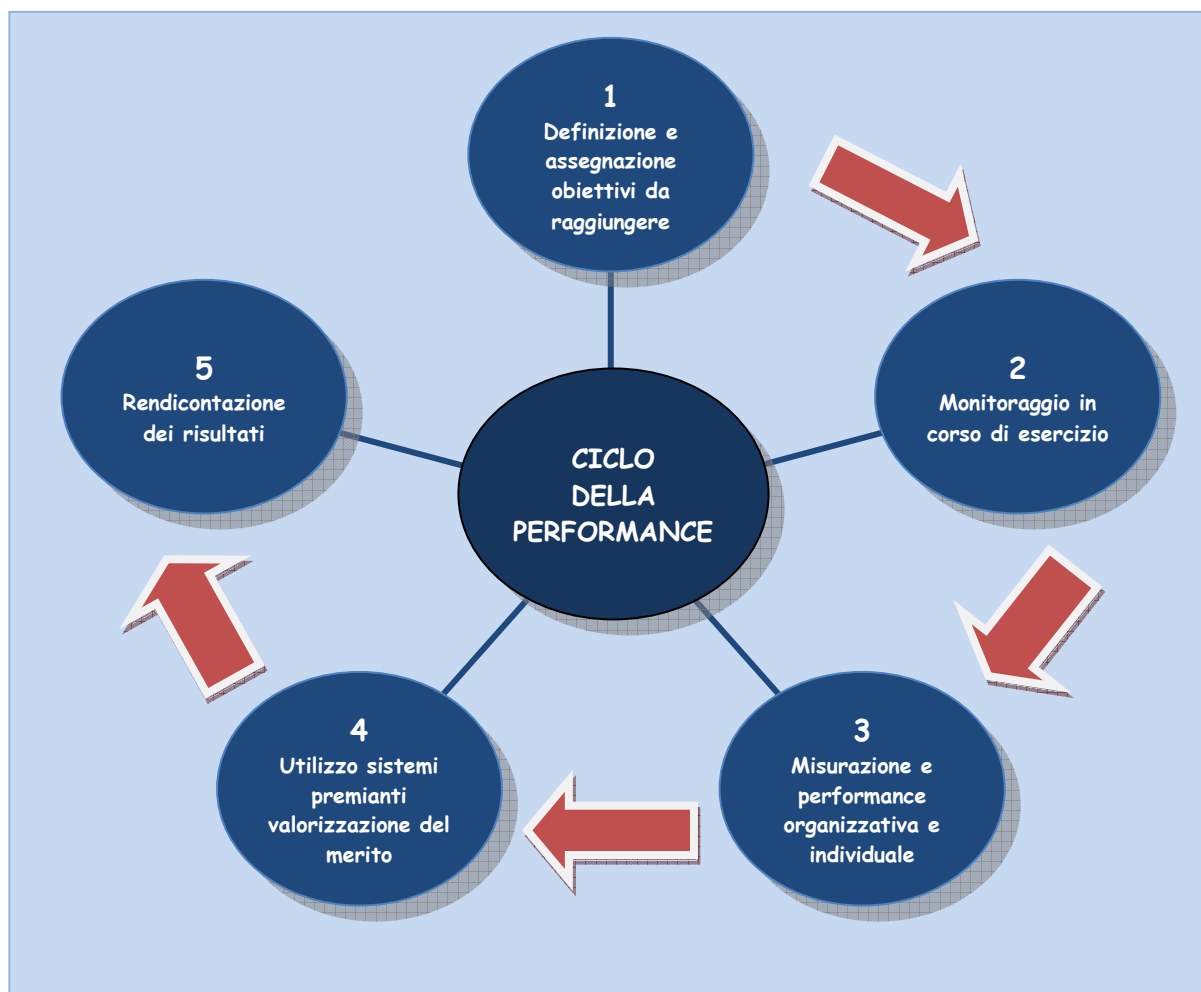 1
Definizione e
assegnazione
obiettivi da
raggiungere
2
Monitoraggio in
corso di esercizio
3
Misurazione e
performance
organizzativa e
individuale
4
Utilizzo sistemi
premianti
valorizzazione del
merito
5
Rendicontazione
dei risultati
CICLO
DELLA
PERFORMANCE